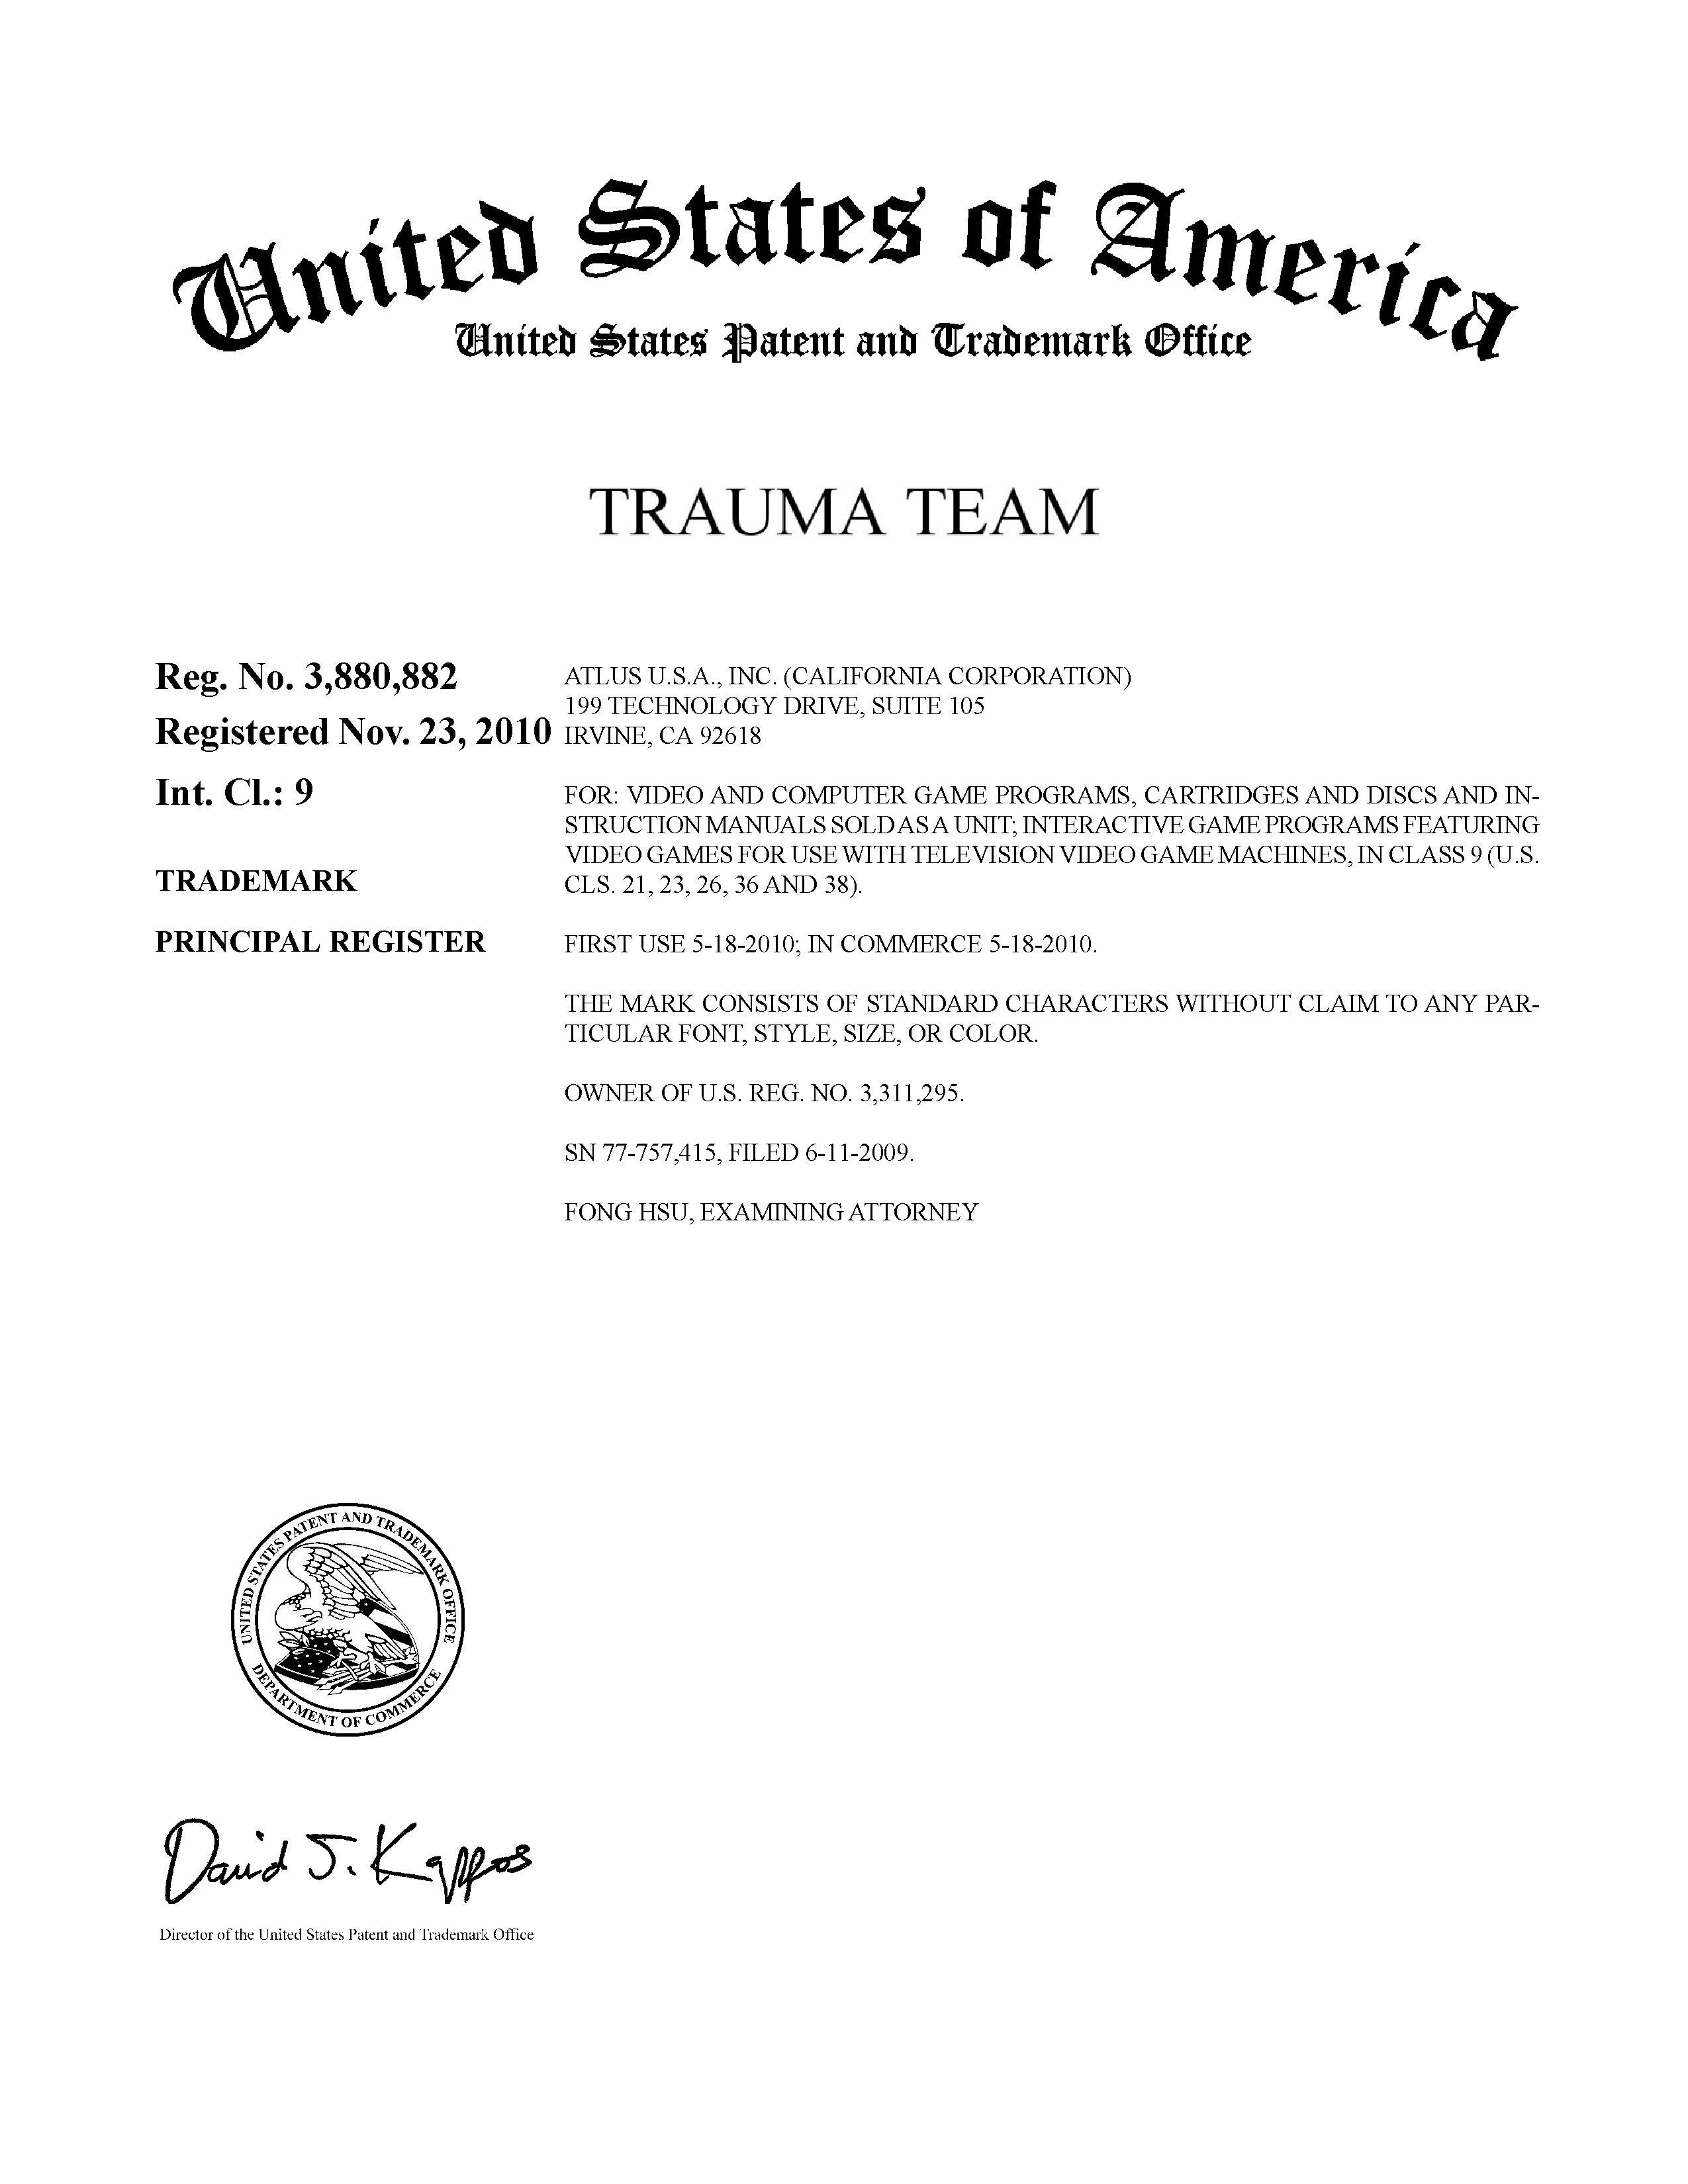 United States of America
United States Patent and Trademark Office
TRAUMA TEAM
Reg. No. 3,880,882
Registered Nov. 23, 2010
Int. Cl.: 9
TRADEMARK
PRINCIPAL REGISTER
ATLUS U.S.A., INC. (CALIFORNIA CORPORATION)
199 TECHNOLOGY DRIVE, SUITE 105
IRVINE, CA 92618
FOR: VIDEO AND COMPUTER GAME PROGRAMS, CARTRIDGES AND DISCS AND IN-
STRUCTION MANUALS SOLD AS A UNIT; INTERACTIVE GAME PROGRAMS FEATURING
VIDEO GAMES FOR USE WITH TELEVISION VIDEO GAME MACHINES, IN CLASS 9 (U.S.
CLS. 21, 23, 26, 36 AND 38).
FIRST USE 5-18-2010; IN COMMERCE 5-18-2010.
THE MARK CONSISTS OF STANDARD CHARACTERS WITHOUT CLAIM TO ANY PAR-
TICULAR FONT, STYLE, SIZE, OR COLOR.
OWNER OF U.S. REG. NO. 3,311,295.
SN 77-757,415, FILED 6-11-2009.
FONG HSU, EXAMINING ATTORNEY
UNITED STATES PATENT AND TRADEMARK OFFICE
DEPARTMENT OF COMMERCE
David J. Kappos
Director of the United States Patent and Trademark Office